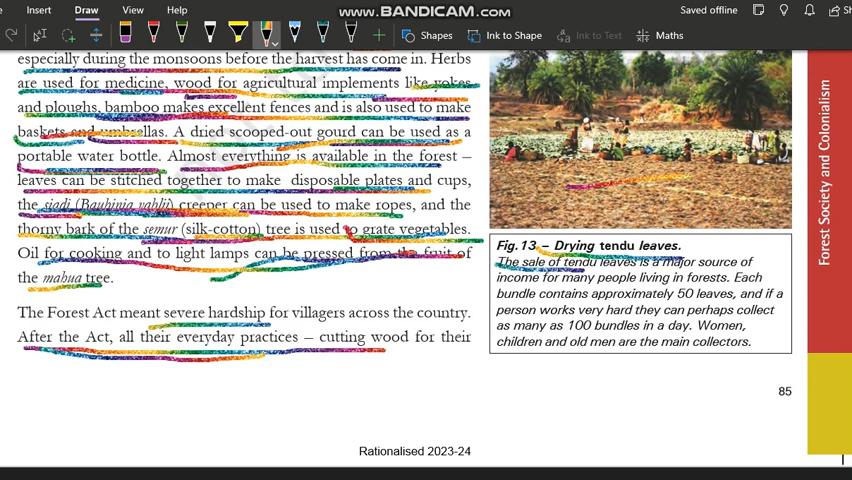 www.BANDICAM.com
Saved offline
Insert
Draw
View
Help
Shapes
Ink to Shape
Ink to Text
Maths
especially during the monsoons before the harvest has come in. Herbs
are used for medicine, wood for agricultural implements like yokes
and ploughs, bamboo makes excellent fences and is also used to make
baskets and umbrellas. A dried scooped-out gourd can be used as a
portable water bottle. Almost everything is available in the forest –
leaves can be stitched together to make disposable plates and cups,
the siadi (Bauhinia vahlii) creeper can be used to make ropes, and the
thorny bark of the semur (silk-cotton) tree is used to grate vegetables.
Oil for cooking and to light lamps can be pressed from the fruit of
the mahua tree.
The Forest Act meant severe hardship for villagers across the country.
After the Act, all their everyday practices – cutting wood for their
Fig.13 – Drying tendu leaves.
The sale of tendu leaves is a major source of
income for many people living in forests. Each
bundle contains approximately 50 leaves, and if a
person works very hard they can perhaps collect
as many as 100 bundles in a day. Women,
children and old men are the main collectors.
Forest Society and Colonialism
85
Rationalised 2023-24